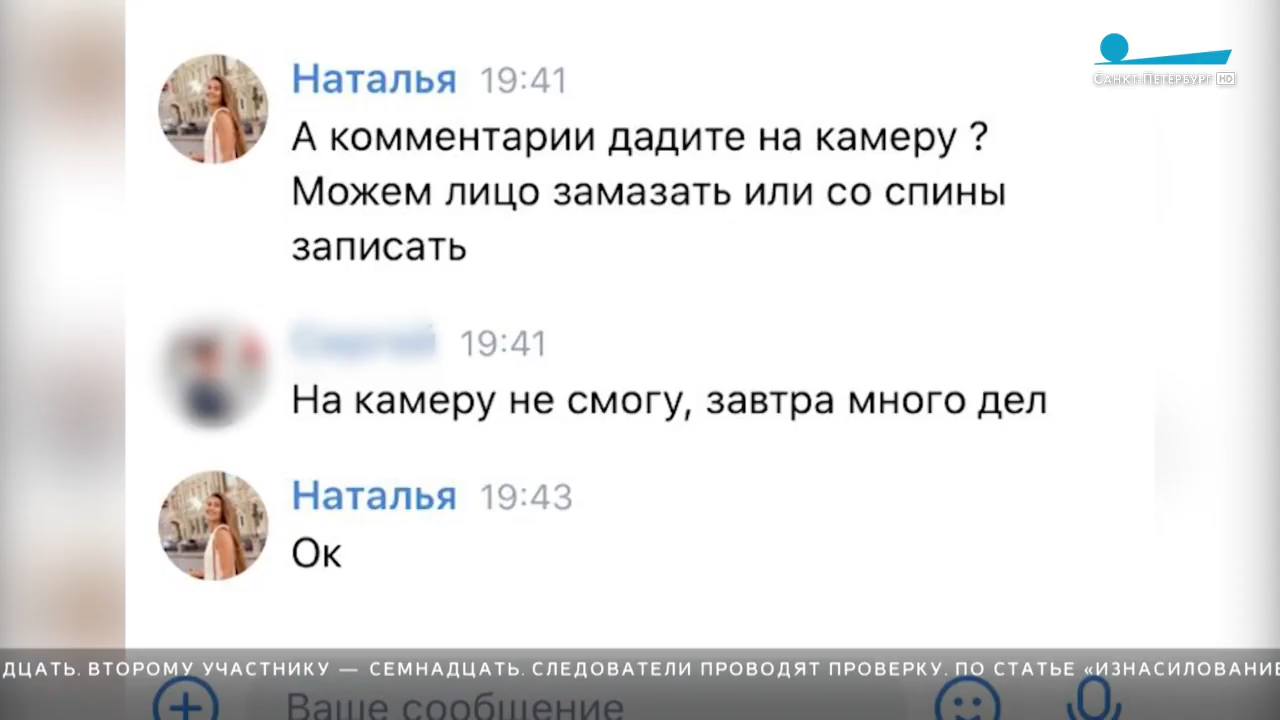 Наталья 19:41
А комментарии дадите на камеру ?
Можем лицо замазать или со спины
записать
Санкт-Петербург HD
19:41
На камеру не смогу, завтра много дел
Наталья 19:43
Ок
ДЦАТЬ. ВТОРОМУ УЧАСТНИКУ — СЕМНАДЦАТЬ. СЛЕДОВАТЕЛИ ПРОВОДЯТ ПРОВЕРКУ. ПО СТАТЬЕ «ИЗНАСИЛОВАНИЕ
Ваше сообщение